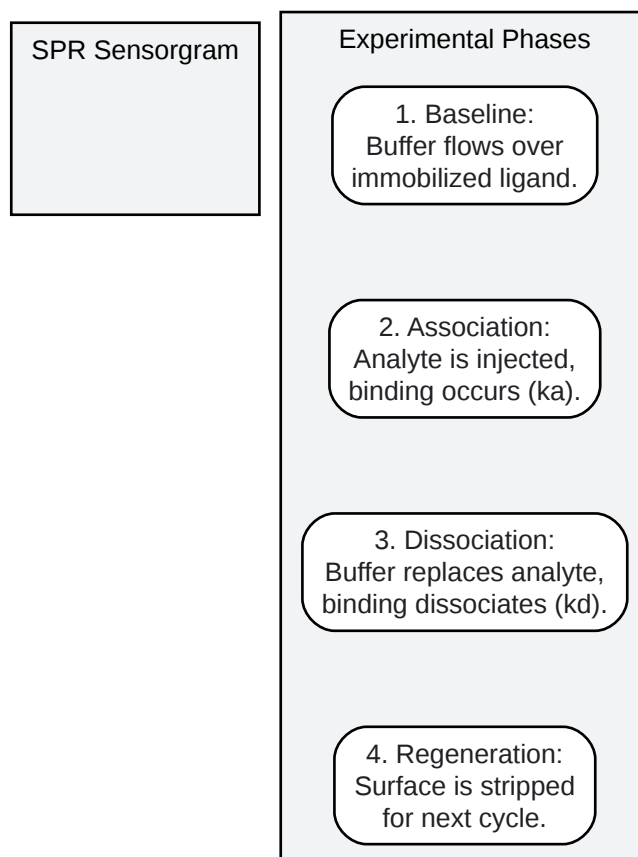 SPR Sensorgram
Experimental Phases
1. Baseline:
Buffer flows over
immobilized ligand.
2. Association:
Analyte is injected,
binding occurs (ka).
3. Dissociation:
Buffer replaces analyte,
binding dissociates (kd).
4. Regeneration:
Surface is stripped
for next cycle.